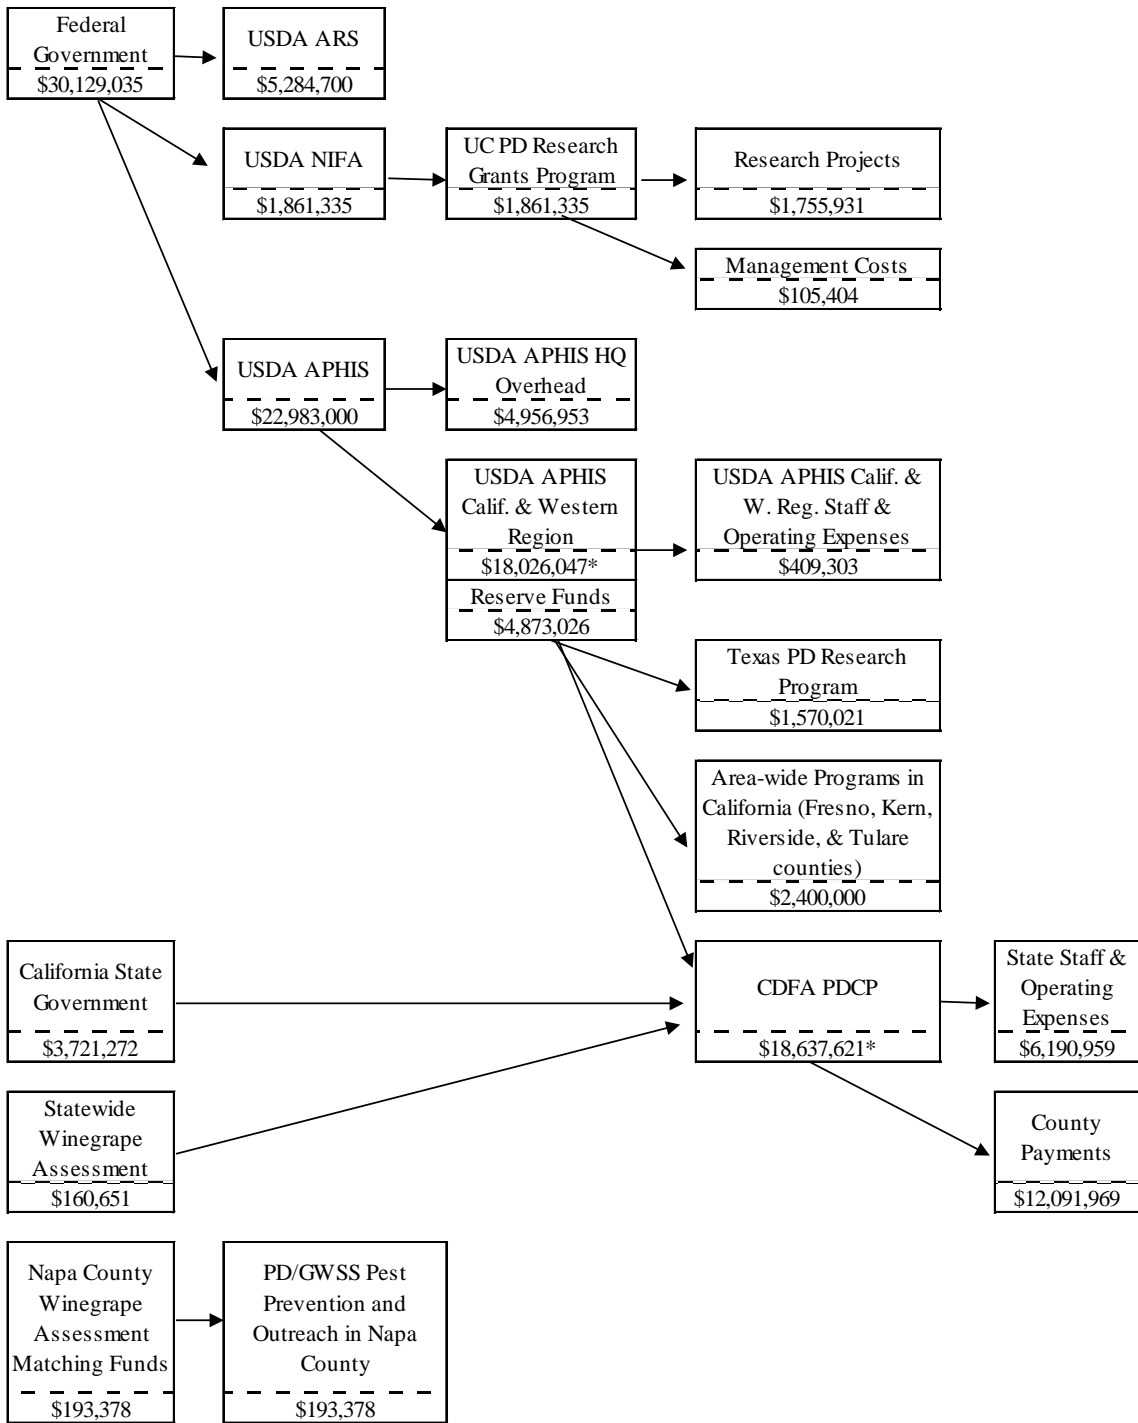 Federal
Government
$30,129,035
USDA ARS
$5,284,700
USDA NIFA
$1,861,335
UC PD Research
Grants Program
$1,861,335
Research Projects
$1,755,931
Management Costs
$105,404
USDA APHIS
$22,983,000
USDA APHIS HQ
Overhead
$4,956,953
USDA APHIS
Calif. & Western
Region
$18,026,047*
Reserve Funds
$4,873,026
USDA APHIS Calif. &
W. Reg. Staff &
Operating Expenses
$409,303
Texas PD Research
Program
$1,570,021
Area-wide Programs in
California (Fresno, Kern,
Riverside, & Tulare
counties)
$2,400,000
California State
Government
$3,721,272
CDFA PDCP
$18,637,621*
State Staff &
Operating
Expenses
$6,190,959
Statewide
Winegrape
Assessment
$160,651
County
Payments
$12,091,969
Napa County
Winegrape
Assessment
Matching Funds
$193,378
PD/GWSS Pest
Prevention and
Outreach in Napa
County
$193,378